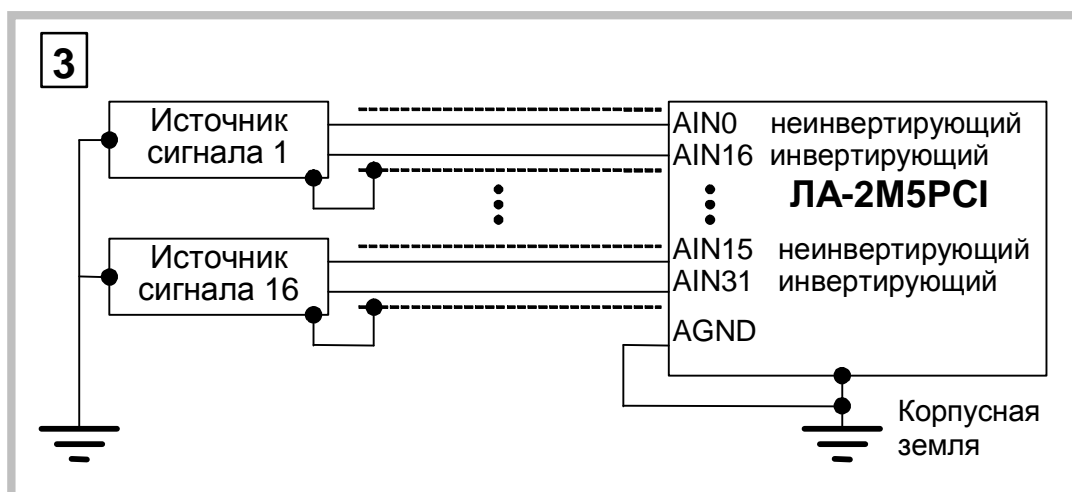 3
Источник
сигнала 1
AIN0 неинвертирующий
AIN16 инвертирующий
ЛА-2М5PCI
Источник
сигнала 16
AIN15 неинвертирующий
AIN31 инвертирующий
AGND
Корпусная
земля